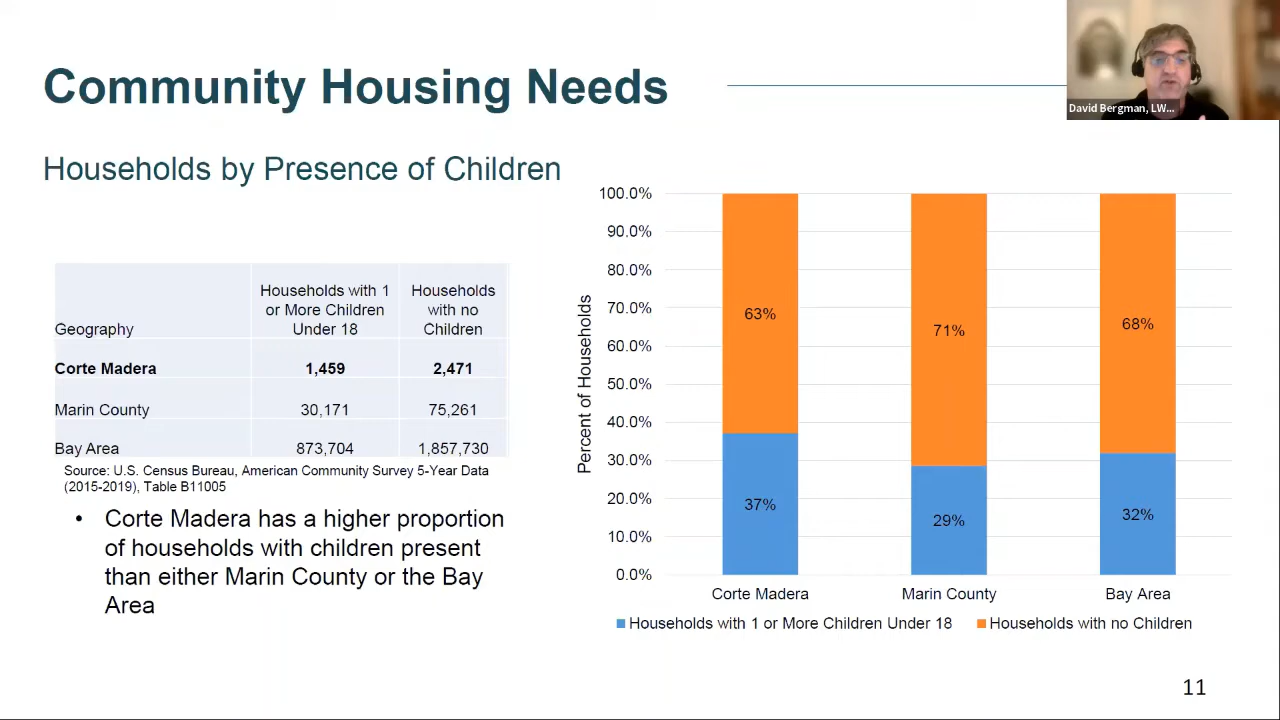 Community Housing Needs
David Bergman, LW...
Households by Presence of Children
Geography
Households with 1
or More Children
Under 18
Households
with no
Children
Corte Madera 1,459 2,471
Marin County 30,171 75,261
Bay Area 873,704 1,857,730
Source: U.S. Census Bureau, American Community Survey 5-Year Data
(2015-2019), Table B11005
• Corte Madera has a higher proportion
of households with children present
than either Marin County or the Bay
Area
Percent of Households
100.0%
90.0%
80.0%
70.0%
60.0%
50.0%
40.0%
30.0%
20.0%
10.0%
0.0%
63% 71% 68%
37% 29% 32%
Corte Madera Marin County Bay Area
Households with 1 or More Children Under 18 Households with no Children
11